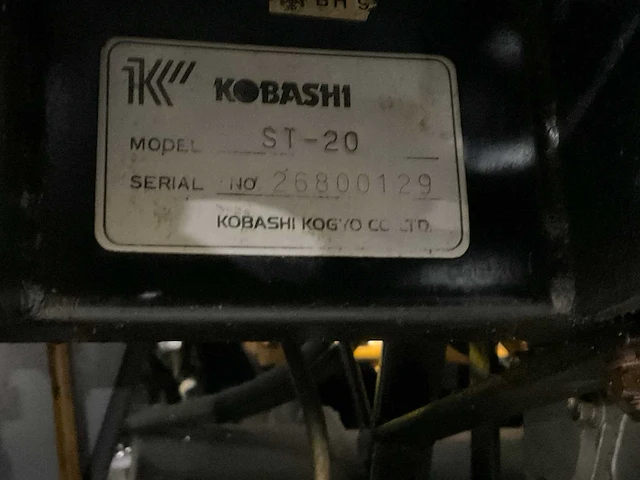 KOBASHI
MODEL ST-20
SERIAL NO 26800129
KOBASHI KOGYO CO LTD.